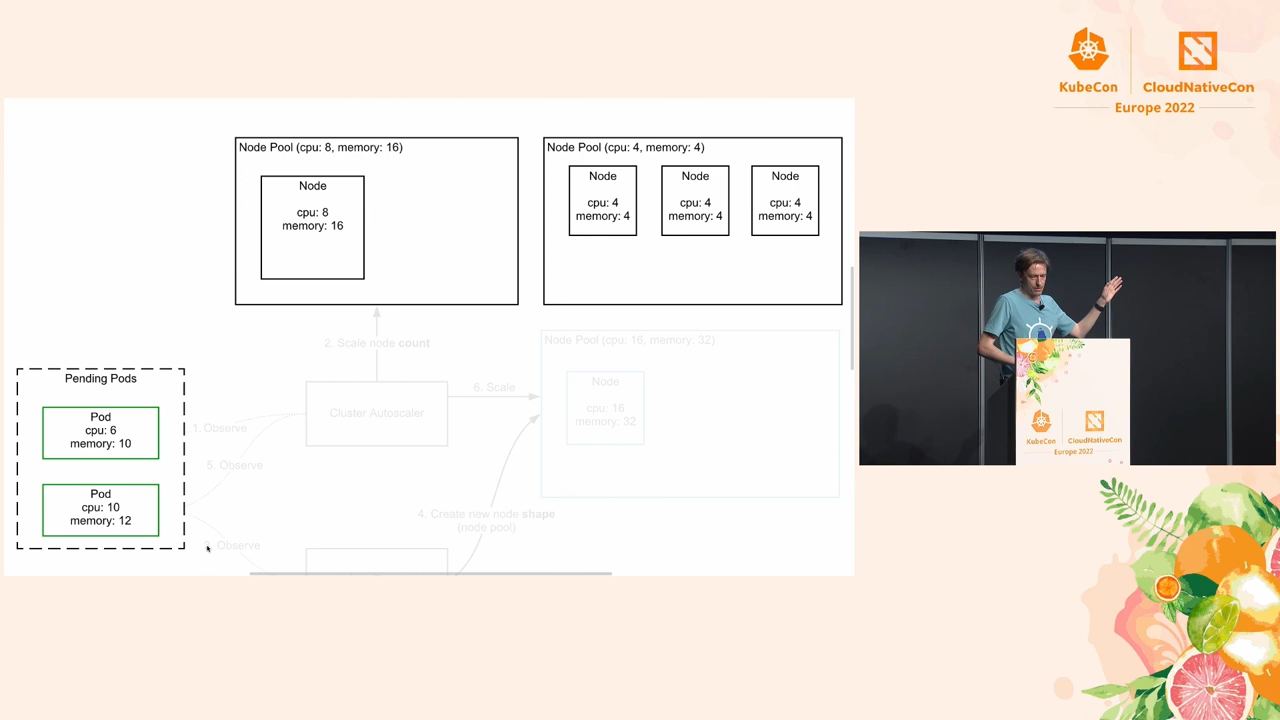 KubeCon
CloudNativeCon
Europe 2022
Node Pool (cpu: 8, memory: 16)
Node
cpu: 8
memory: 16
Node Pool (cpu: 4, memory: 4)
Node
cpu: 4
memory: 4
Node
cpu: 4
memory: 4
Node
cpu: 4
memory: 4
2. Scale node count
Node Pool (cpu: 16, memory: 32)
Node
cpu: 16
memory: 32
Pending Pods
Pod
cpu: 6
memory: 10
Pod
cpu: 10
memory: 12
1. Observe
5. Observe
3. Observe
Cluster Autoscaler
6. Scale
4. Create new node shape
(node pool)
KubeCon
CloudNativeCon
Europe 2022